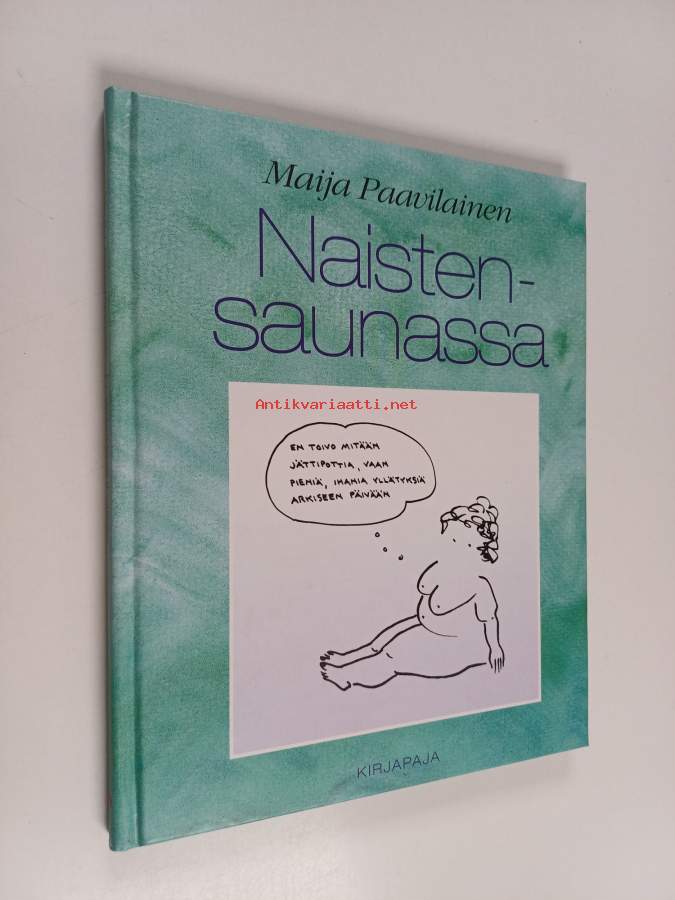 Maija Paavilainen
Naisten-
saunassa
Antikvariaatti.net
EN TOIVO MITÄÄN
JÄTTIPOTTIA, VAAN
PIENIÄ, IHANIA YLLÄTYKSIÄ
ARKISEEN PÄIVÄÄN
KIRJAPAJA